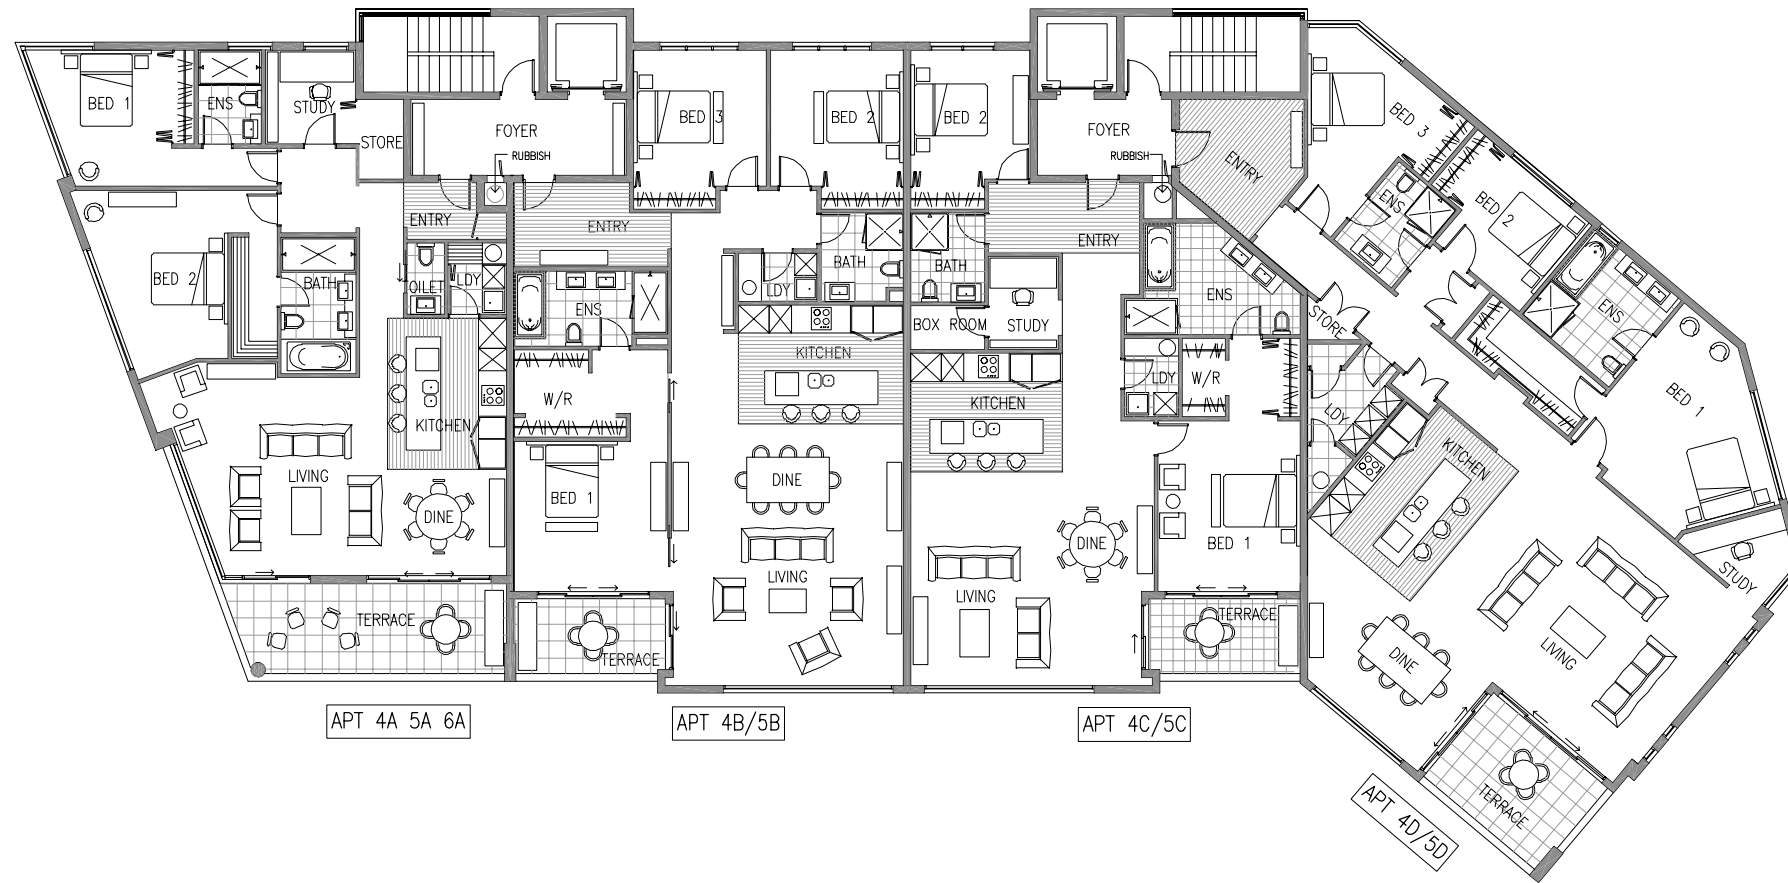 BED 1
ENS
STUDY
STORE
FOYER
RUBBISH
BED 3
BED 2
BED 2
FOYER
RUBBISH
ENTRY
BED 3
ENS
BED 2
ENTRY
ENTRY
ENTRY
BED 2
BATH
TOILET
LDY
ENS
LDY
BATH
BATH
BOX ROOM
STUDY
ENS
STORE
ENS
BED 1
KITCHEN
W/R
KITCHEN
KITCHEN
LDY
W/R
LDY
KITCHEN
LIVING
DINE
BED 1
DINE
LIVING
DINE
LIVING
BED 1
STUDY
DINE
LIVING
TERRACE
TERRACE
TERRACE
TERRACE
APT 4A 5A 6A
APT 4B/5B
APT 4C/5C
APT 4D/5D